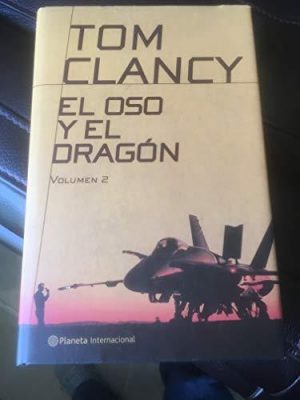 TOM
CLANCY
EL OSO
Y EL
DRAGÓN
VOLUMEN 2
Planeta Internacional